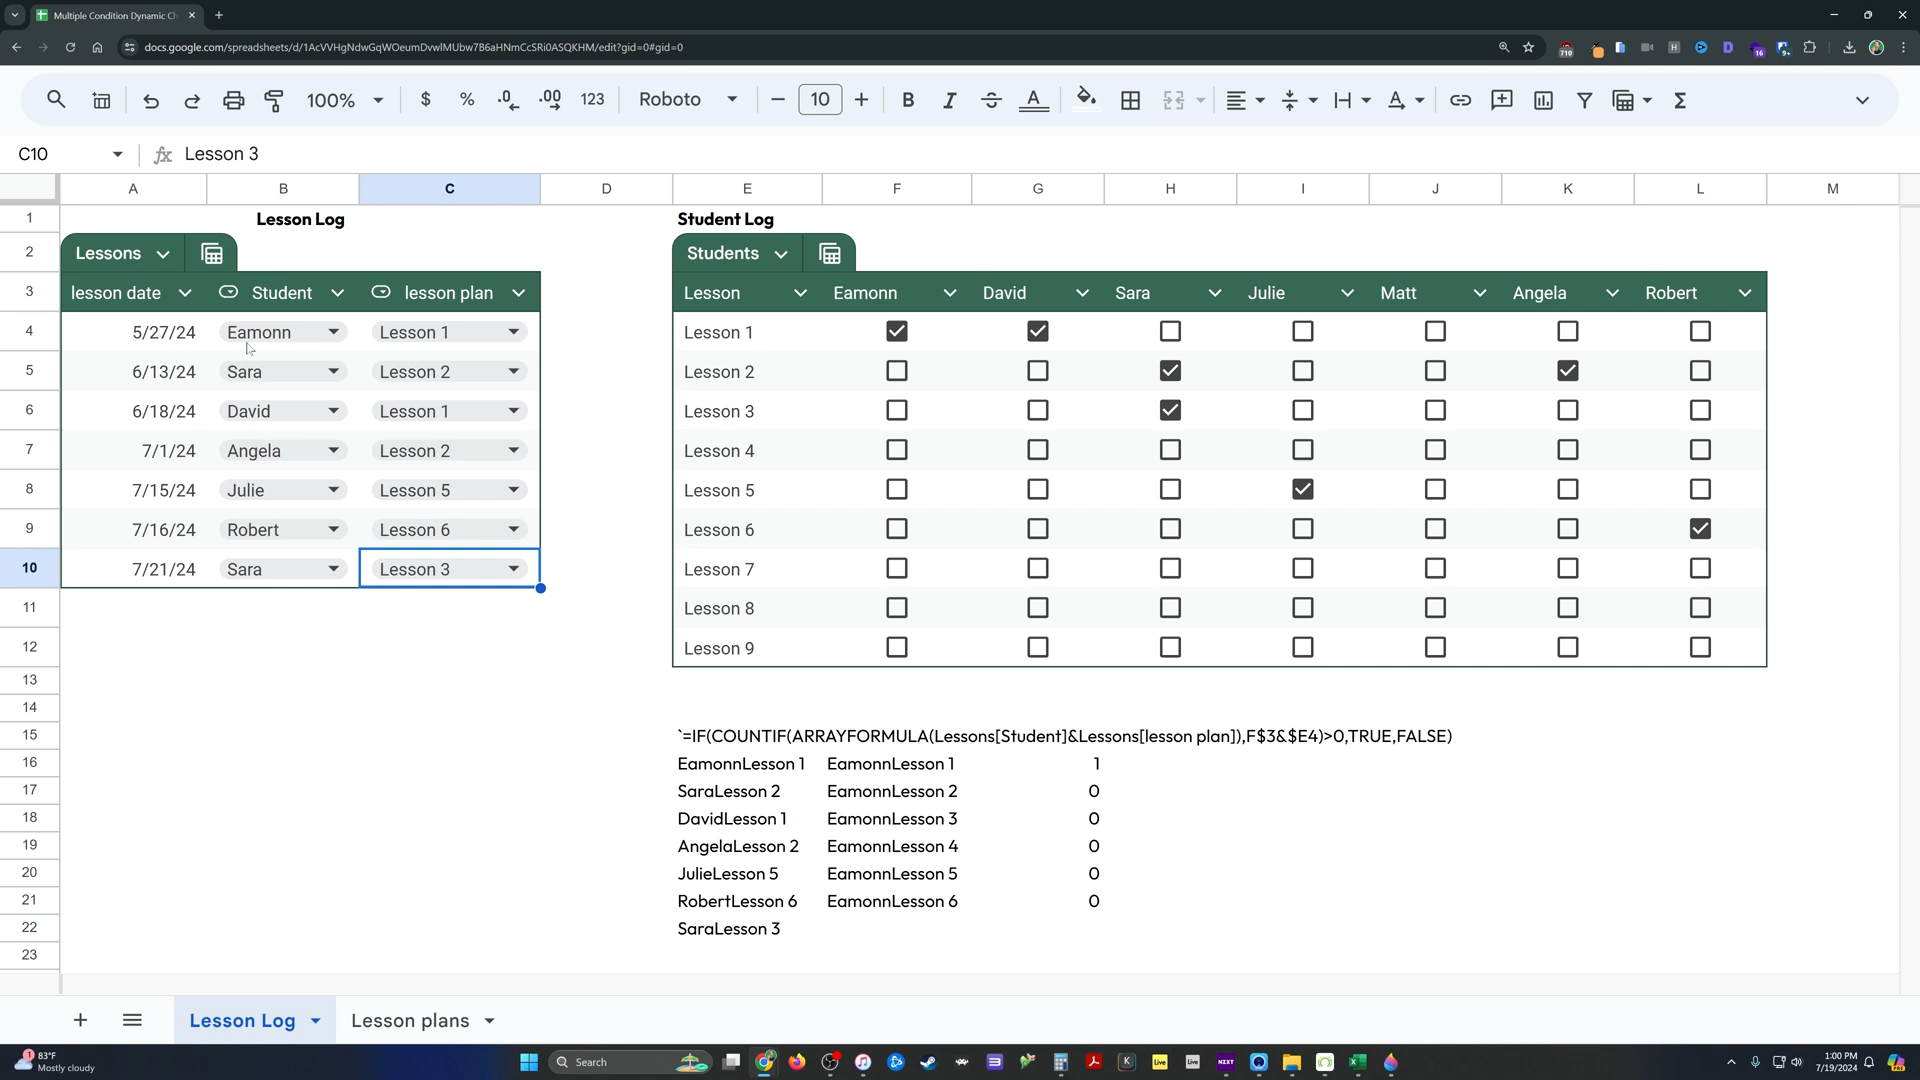 Multiple Condition Dynamic Ch
docs.google.com/spreadsheets/d/1AcVVHgNdwGqWOeumDvwlMUbw7B6aHNmCcSRi0ASQKHM/edit?gid=0#gid=0
100% $ % .0 .00 123 Roboto 10 B I A
C10 fx Lesson 3
A B C D E F G H I J K L M
1 Lesson Log Student Log
2 Lessons Students
3 lesson date Student lesson plan Lesson Eamonn David Sara Julie Matt Angela Robert
4 5/27/24 Eamonn Lesson 1 Lesson 1
5 6/13/24 Sara Lesson 2 Lesson 2
6 6/18/24 David Lesson 1 Lesson 3
7 7/1/24 Angela Lesson 2 Lesson 4
8 7/15/24 Julie Lesson 5 Lesson 5
9 7/16/24 Robert Lesson 6 Lesson 6
10 7/21/24 Sara Lesson 3 Lesson 7
11 Lesson 8
12 Lesson 9
13
14
15 `=IF(COUNTIF(ARRAYFORMULA(Lessons[Student]&Lessons[lesson plan]),F$3&$E4)>0,TRUE,FALSE)
16 EamonnLesson 1 EamonnLesson 1 1
17 SaraLesson 2 EamonnLesson 2 0
18 DavidLesson 1 EamonnLesson 3 0
19 AngelaLesson 2 EamonnLesson 4 0
20 JulieLesson 5 EamonnLesson 5 0
21 RobertLesson 6 EamonnLesson 6 0
22 SaraLesson 3
23
Lesson Log Lesson plans
83°F
Mostly cloudy
Search
1:00 PM
7/19/2024